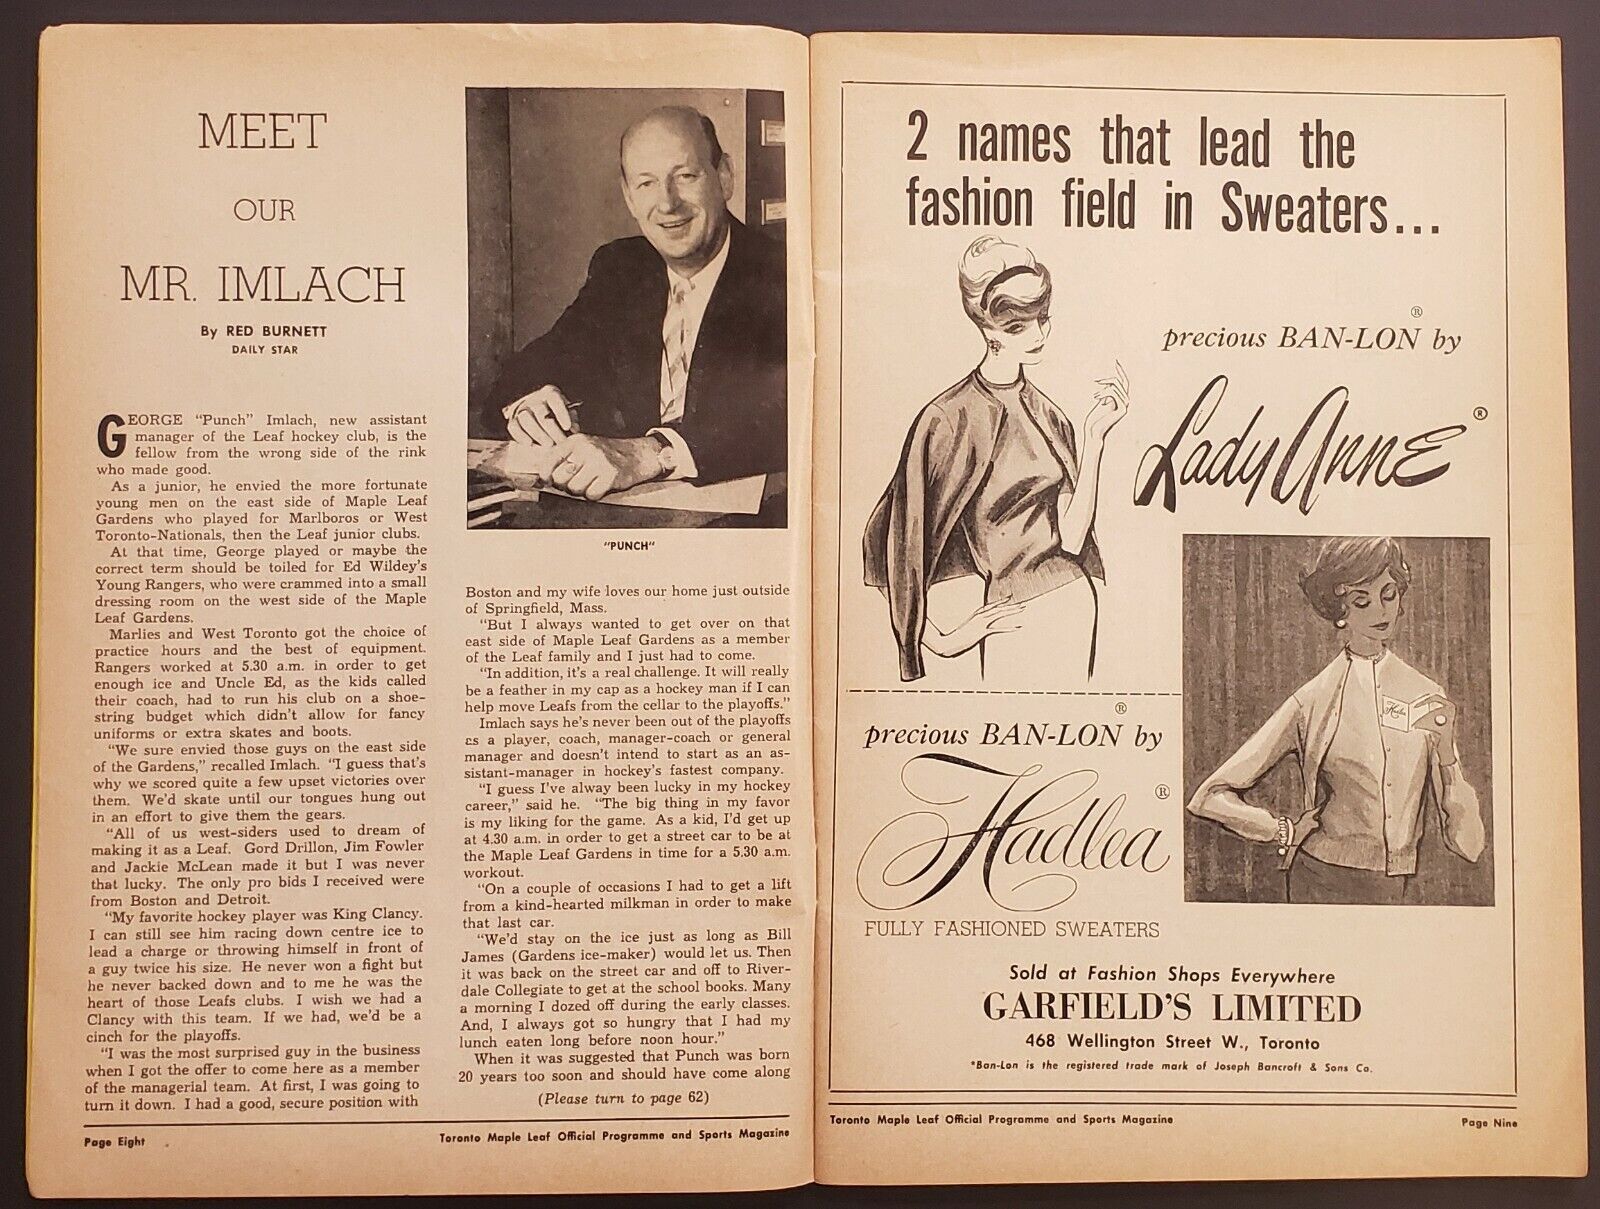 MEET
OUR
MR. IMLACH
By RED BURNETT
DAILY STAR
GEORGE "Punch" Imlach, new assistant
manager of the Leaf hockey club, is the
fellow from the wrong side of the rink
who made good.
As a junior, he envied the more fortunate
young men on the east side of Maple Leaf
Gardens who played for Marlboros or West
Toronto-Nationals, then the Leaf junior clubs.
At that time, George played or maybe the
correct term should be toiled for Ed Wildey's
Young Rangers, who were crammed into a small
dressing room on the west side of the Maple
Leaf Gardens.
Marlies and West Toronto got the choice of
practice hours and the best of equipment.
Rangers worked at 5.30 a.m. in order to get
enough ice and Uncle Ed, as the kids called
their coach, had to run his club on a shoe-
string budget which didn't allow for fancy
uniforms or extra skates and boots.
"We sure envied those guys on the east side
of the Gardens," recalled Imlach. "I guess that's
why we scored quite a few upset victories over
them. We'd skate until our tongues hung out
in an effort to give them the gears.
"All of us west-siders used to dream of
making it as a Leaf. Gord Drillon, Jim Fowler
and Jackie McLean made it but I was never
that lucky. The only pro bids I received were
from Boston and Detroit.
"My favorite hockey player was King Clancy.
I can still see him racing down centre ice to
lead a charge or throwing himself in front of
a guy twice his size. He never won a fight but
he never backed down and to me he was the
heart of those Leafs clubs. I wish we had a
Clancy with this team. If we had, we'd be a
cinch for the playoffs.
"I was the most surprised guy in the business
when I got the offer to come here as a member
of the managerial team. At first, I was going to
turn it down. I had a good, secure position with
"PUNCH"
Boston and my wife loves our home just outside
of Springfield, Mass.
"But I always wanted to get over on that
east side of Maple Leaf Gardens as a member
of the Leaf family and I just had to come.
"In addition, it's a real challenge. It will really
be a feather in my cap as a hockey man if I can
help move Leafs from the cellar to the playoffs."
Imlach says he's never been out of the playoffs
as a player, coach, manager-coach or general
manager and doesn't intend to start as an as-
sistant-manager in hockey's fastest company.
"I guess I've alway been lucky in my hockey
career," said he. "The big thing in my favor
is my liking for the game. As a kid, I'd get up
at 4.30 a.m. in order to get a street car to be at
the Maple Leaf Gardens in time for a 5.30 a.m.
workout.
"On a couple of occasions I had to get a lift
from a kind-hearted milkman in order to make
that last car.
"We'd stay on the ice just as long as Bill
James (Gardens ice-maker) would let us. Then
it was back on the street car and off to River-
dale Collegiate to get at the school books. Many
a morning I dozed off during the early classes.
And, I always got so hungry that I had my
lunch eaten long before noon hour."
When it was suggested that Punch was born
20 years too soon and should have come along
(Please turn to page 62)
Page Eight
Toronto Maple Leaf Official Programme and Sports Magazine
2 names that lead the
fashion field in Sweaters...
precious BAN-LON® by
Lady Anne®
precious BAN-LON® by
Hadlea®
Hadlea
FULLY FASHIONED SWEATERS
Sold at Fashion Shops Everywhere
GARFIELD'S LIMITED
468 Wellington Street W., Toronto
*Ban-Lon is the registered trade mark of Joseph Bancroft & Sons Co.
Toronto Maple Leaf Official Programme and Sports Magazine
Page Nine